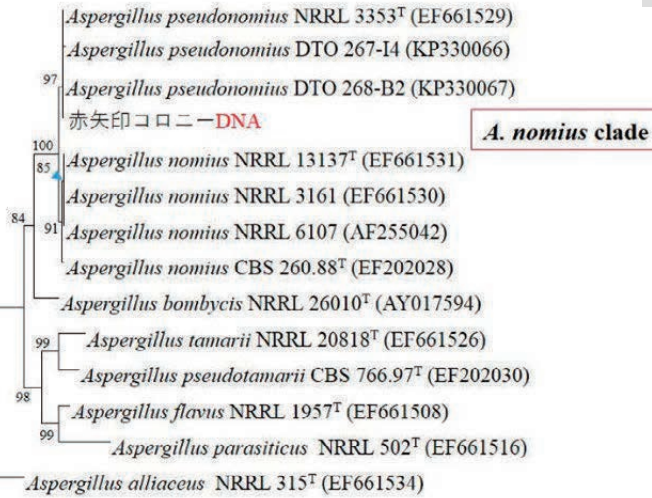 Aspergillus pseudonomius NRRL 3353T (EF661529)
Aspergillus pseudonomius DTO 267-I4 (KP330066)
97
Aspergillus pseudonomius DTO 268-B2 (KP330067)
赤矢印コロニーDNA
A. nomius clade
100
Aspergillus nomius NRRL 13137T (EF661531)
85
Aspergillus nomius NRRL 3161 (EF661530)
84
91
Aspergillus nomius NRRL 6107 (AF255042)
Aspergillus nomius CBS 260.88T (EF202028)
Aspergillus bombycis NRRL 26010T (AY017594)
99
Aspergillus tamarii NRRL 20818T (EF661526)
Aspergillus pseudotamarii CBS 766.97T (EF202030)
98
Aspergillus flavus NRRL 1957T (EF661508)
99
Aspergillus parasiticus NRRL 502T (EF661516)
Aspergillus alliaceus NRRL 315T (EF661534)